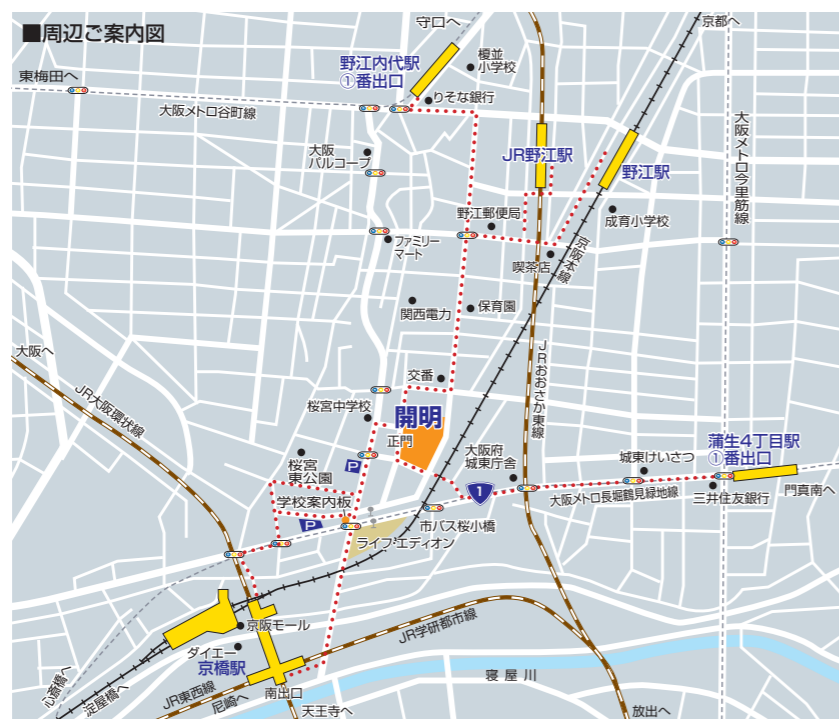 ■周辺ご案内図
守口へ
京都へ
野江内代駅
①番出口
榎並
小学校
東梅田へ
りそな銀行
大阪メトロ谷町線
大阪メトロ今里筋線
大阪
パルコープ
JR野江駅
野江駅
野江郵便局
成育小学校
ファミリー
マート
京阪本線
喫茶店
関西電力
保育園
大阪へ
JRおおさか東線
交番
JR大阪環状線
桜宮中学校
開明
正門
蒲生4丁目駅
①番出口
桜宮
東公園
P
大阪府
城東庁舎
城東けいさつ
1
大阪メトロ長堀鶴見緑地線
三井住友銀行
門真南へ
学校案内板
P
市バス桜小橋
ライフ・エディオン
京阪モール
ダイエー
京橋駅
JR学研都市線
寝屋川
心斎橋へ
淀屋橋へ
JR東西線
尼崎へ
南出口
天王寺へ
放出へ